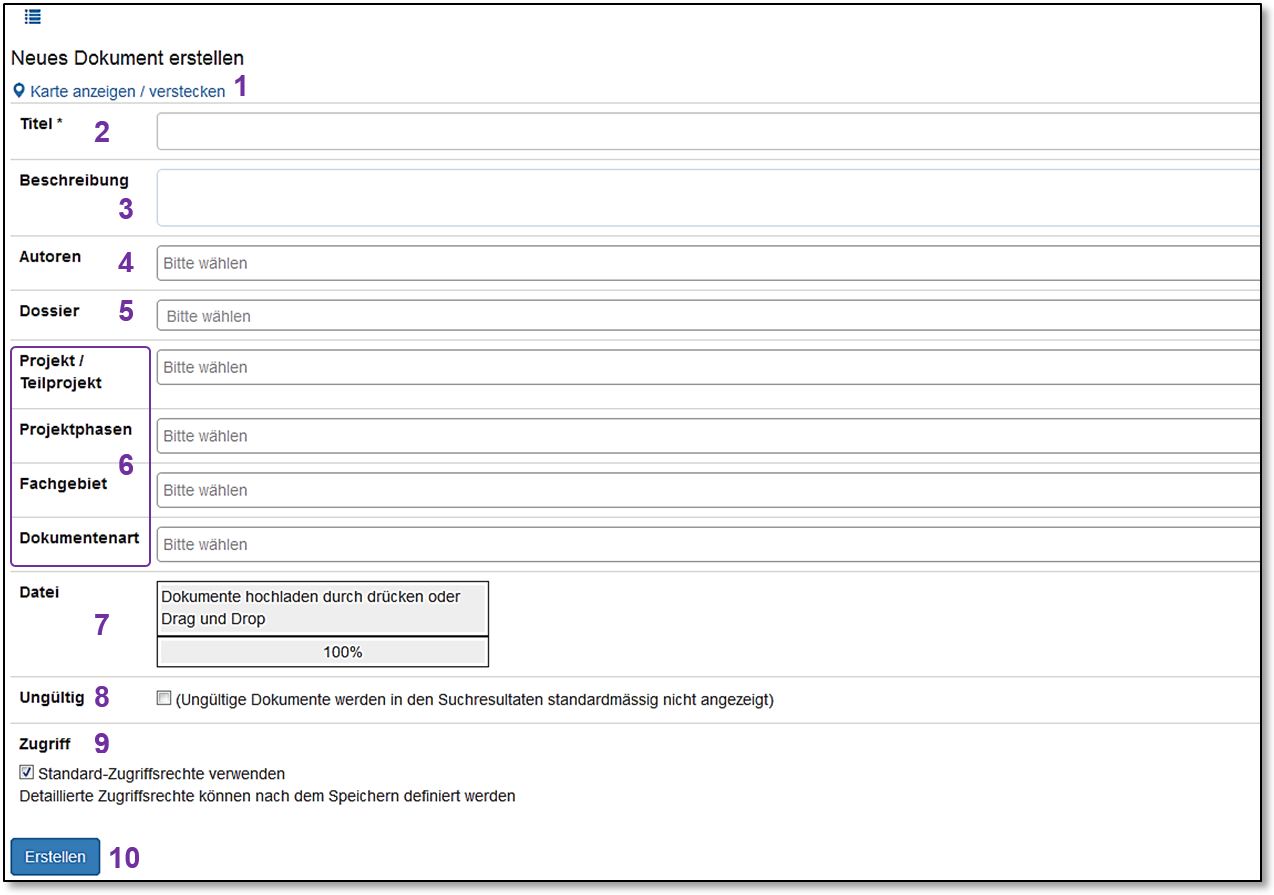 Neues Dokument erstellen
Karte anzeigen / verstecken 1
Titel * 2
Beschreibung
3
Autoren 4 Bitte wählen
Dossier 5 Bitte wählen
Projekt / Bitte wählen
Teilprojekt
Projektphasen Bitte wählen
6
Fachgebiet Bitte wählen
Dokumentenart Bitte wählen
Datei Dokumente hochladen durch drücken oder
Drag und Drop
7
100%
Ungültig 8 (Ungültige Dokumente werden in den Suchresultaten standardmässig nicht angezeigt)
Zugriff 9
Standard-Zugriffsrechte verwenden
Detaillierte Zugriffsrechte können nach dem Speichern definiert werden
Erstellen 10